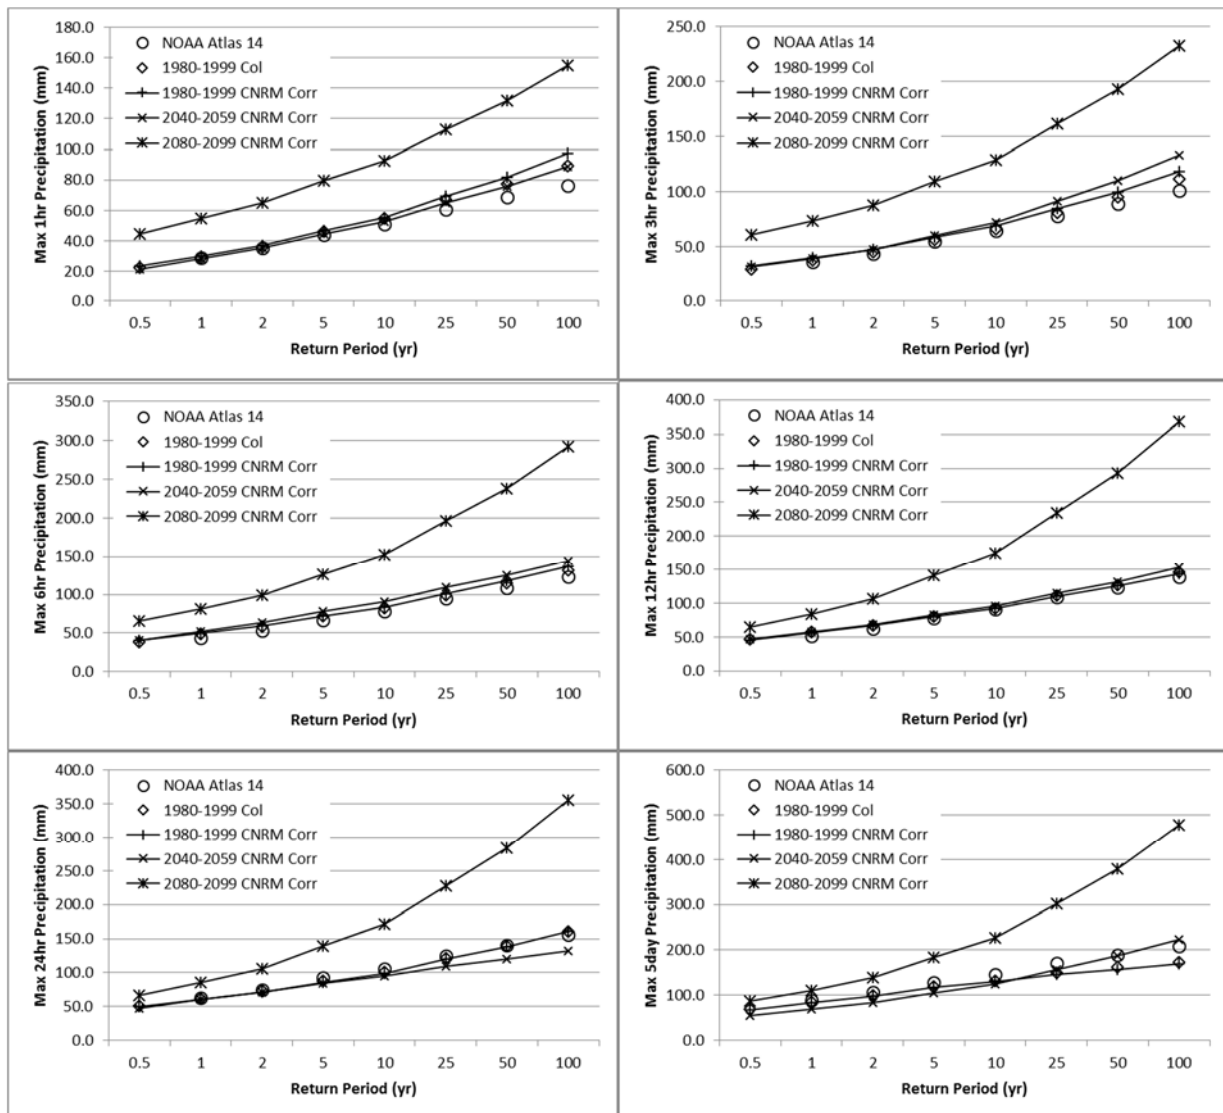 Max 1hr Precipitation (mm)
180.0
160.0
140.0
120.0
100.0
80.0
60.0
40.0
20.0
0.0
NOAA Atlas 14
1980-1999 Col
1980-1999 CNRM Corr
2040-2059 CNRM Corr
2080-2099 CNRM Corr
0.5 1 2 5 10 25 50 100
Return Period (yr)
Max 3hr Precipitation (mm)
250.0
200.0
150.0
100.0
50.0
0.0
NOAA Atlas 14
1980-1999 Col
1980-1999 CNRM Corr
2040-2059 CNRM Corr
2080-2099 CNRM Corr
0.5 1 2 5 10 25 50 100
Return Period (yr)
Max 6hr Precipitation (mm)
350.0
300.0
250.0
200.0
150.0
100.0
50.0
0.0
NOAA Atlas 14
1980-1999 Col
1980-1999 CNRM Corr
2040-2059 CNRM Corr
2080-2099 CNRM Corr
0.5 1 2 5 10 25 50 100
Return Period (yr)
Max 12hr Precipitation (mm)
400.0
350.0
300.0
250.0
200.0
150.0
100.0
50.0
0.0
NOAA Atlas 14
1980-1999 Col
1980-1999 CNRM Corr
2040-2059 CNRM Corr
2080-2099 CNRM Corr
0.5 1 2 5 10 25 50 100
Return Period (yr)
Max 24hr Precipitation (mm)
400.0
350.0
300.0
250.0
200.0
150.0
100.0
50.0
0.0
NOAA Atlas 14
1980-1999 Col
1980-1999 CNRM Corr
2040-2059 CNRM Corr
2080-2099 CNRM Corr
0.5 1 2 5 10 25 50 100
Return Period (yr)
Max 5day Precipitation (mm)
600.0
500.0
400.0
300.0
200.0
100.0
0.0
NOAA Atlas 14
1980-1999 Col
1980-1999 CNRM Corr
2040-2059 CNRM Corr
2080-2099 CNRM Corr
0.5 1 2 5 10 25 50 100
Return Period (yr)